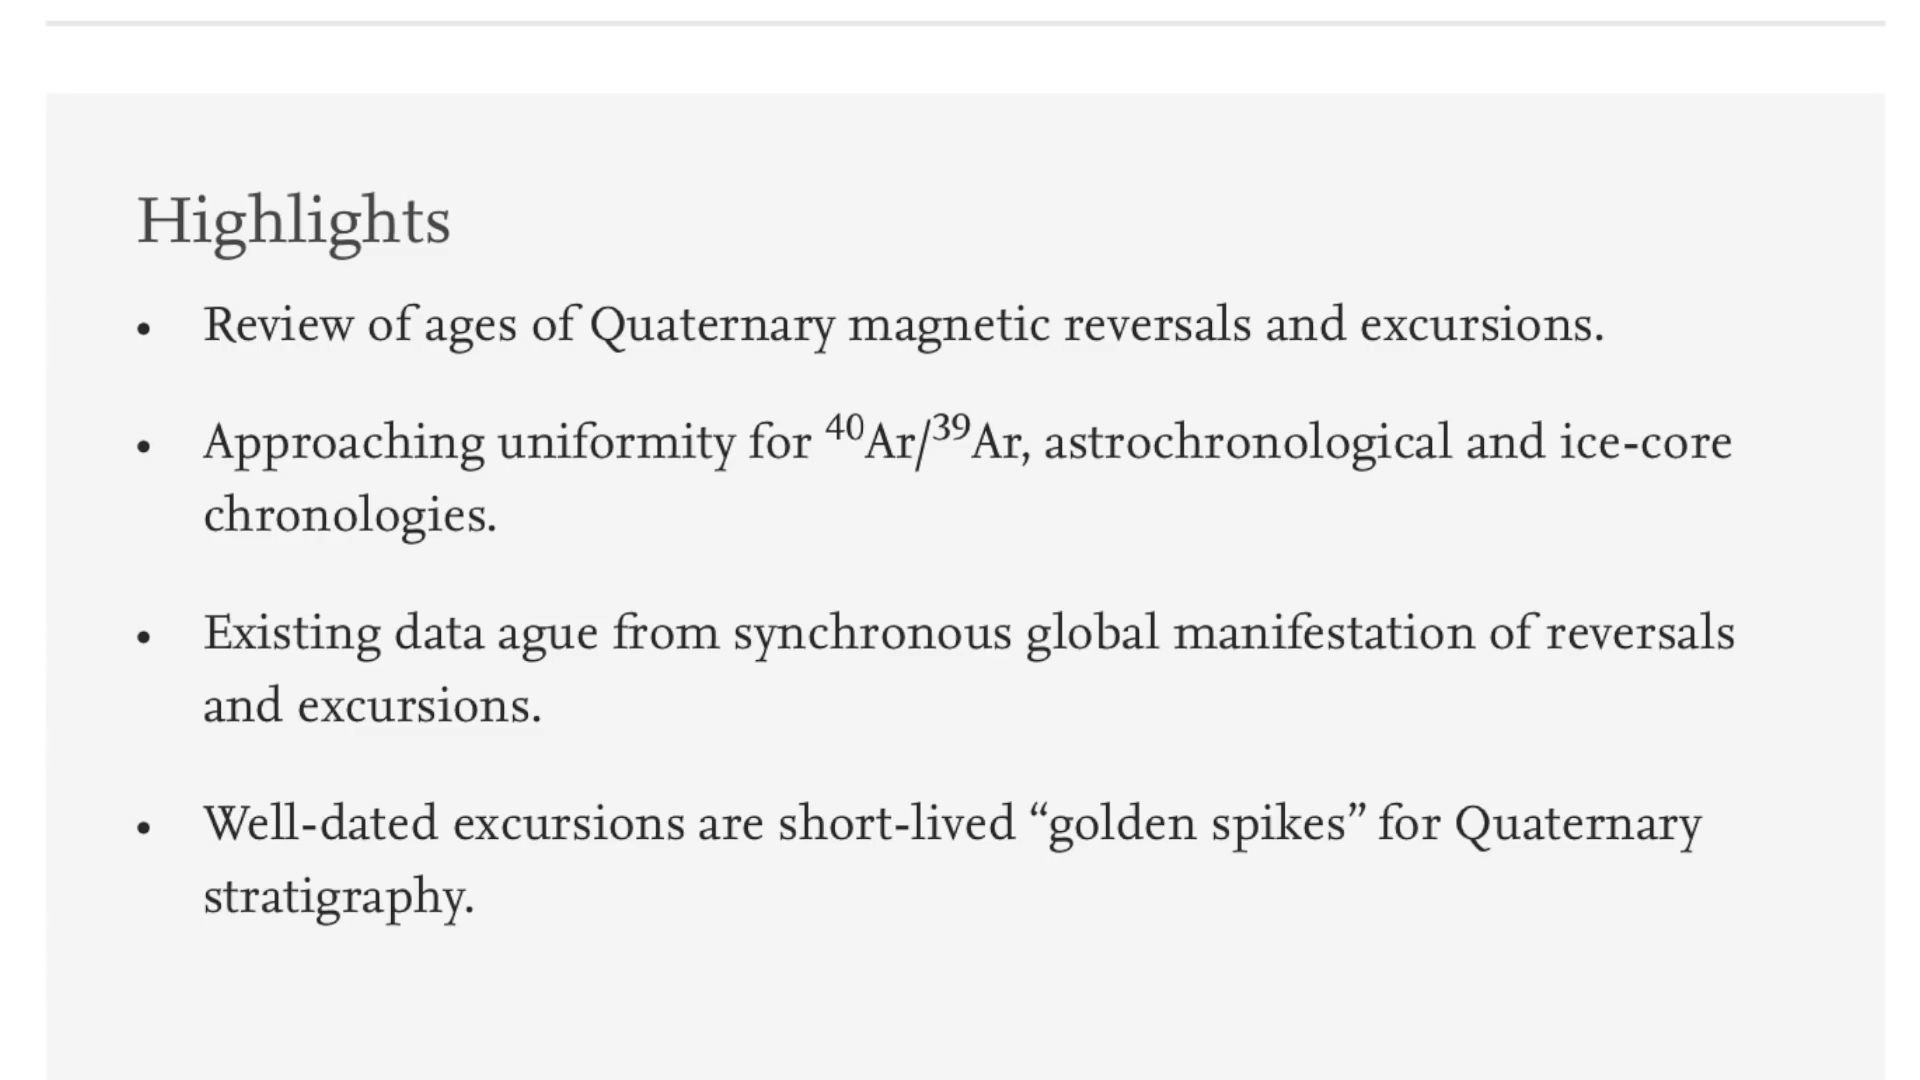 Highlights
• Review of ages of Quaternary magnetic reversals and excursions.
• Approaching uniformity for ⁴⁰Ar/³⁹Ar, astrochronological and ice-core
chronologies.
• Existing data ague from synchronous global manifestation of reversals
and excursions.
• Well-dated excursions are short-lived “golden spikes” for Quaternary
stratigraphy.